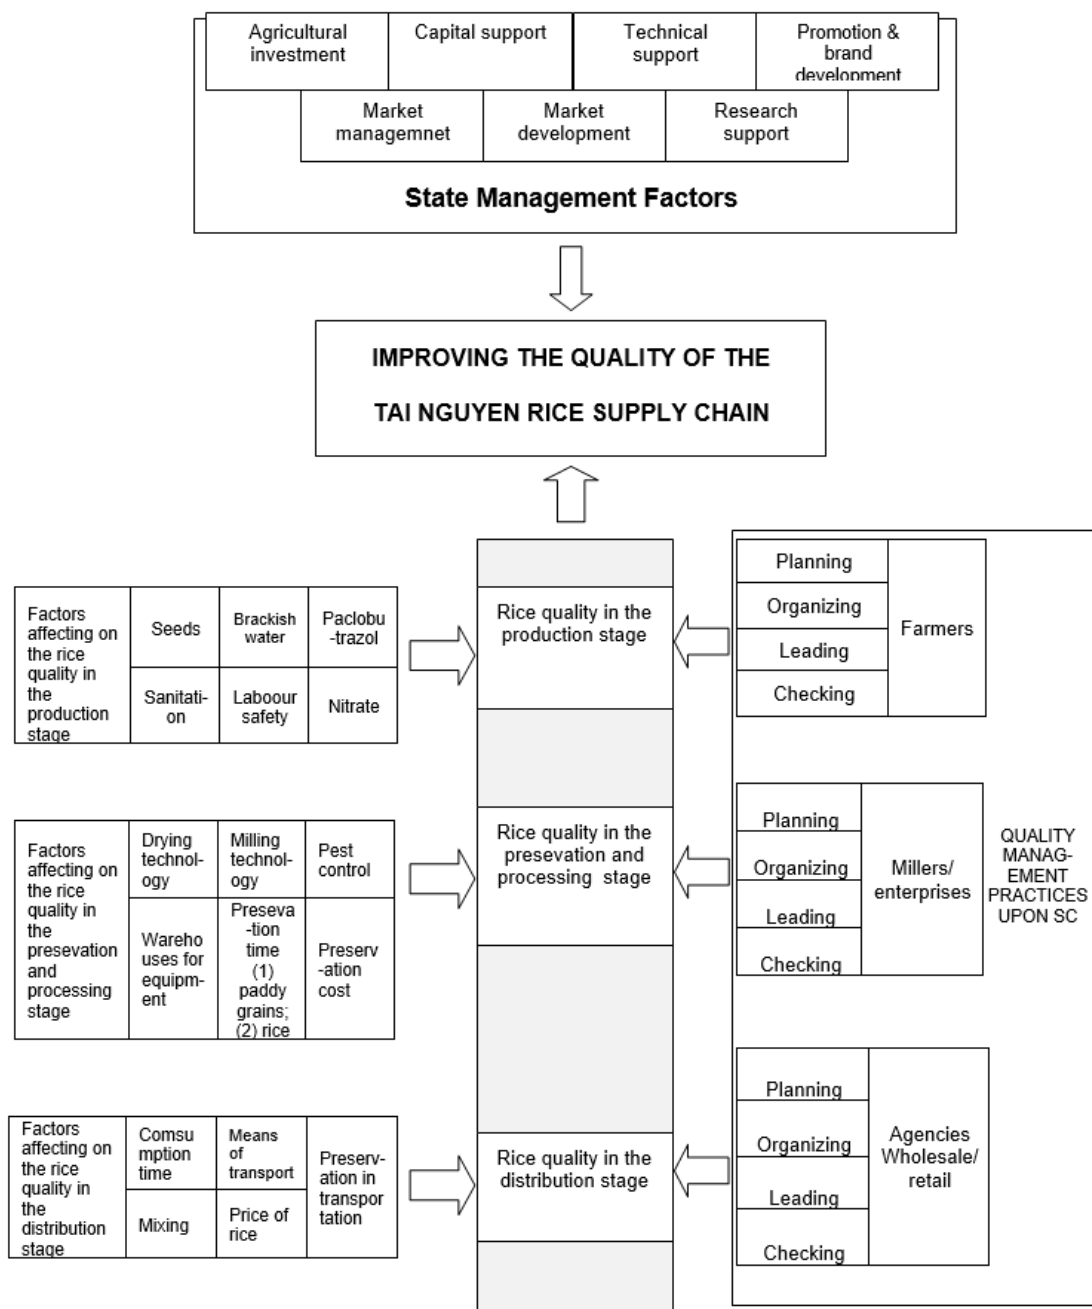 Agricultural
investment
Capital support
Technical
support
Promotion &
brand
development
Market
managemnet
Market
development
Research
support
State Management Factors
IMPROVING THE QUALITY OF THE
TAI NGUYEN RICE SUPPLY CHAIN
Factors
affecting on
the rice
quality in
the
production
stage
Seeds
Brackish
water
Paclobu
-trazol
Sanitati-
on
Laboour
safety
Nitrate
Rice quality in the
production stage
Planning
Organizing
Leading
Checking
Farmers
Factors
affecting on
the rice
quality in
the
presevation
and
processing
stage
Drying
technol-
ogy
Milling
technol-
ogy
Pest
control
Wareho
uses for
equipm-
ent
Preseva
-tion
time
(1)
paddy
grains;
(2) rice
Preserv
-ation
cost
Rice quality in the
presevation and
processing stage
Planning
Organizing
Leading
Checking
Millers/
enterprises
QUALITY
MANAG-
EMENT
PRACTICES
UPON SC
Factors
affecting on
the rice
quality in
the
distribution
stage
Comsu
mption
time
Means
of
transport
Preserv-
ation in
transpor
tation
Mixing
Price of
rice
Rice quality in the
distribution stage
Planning
Organizing
Leading
Checking
Agencies
Wholesale/
retail